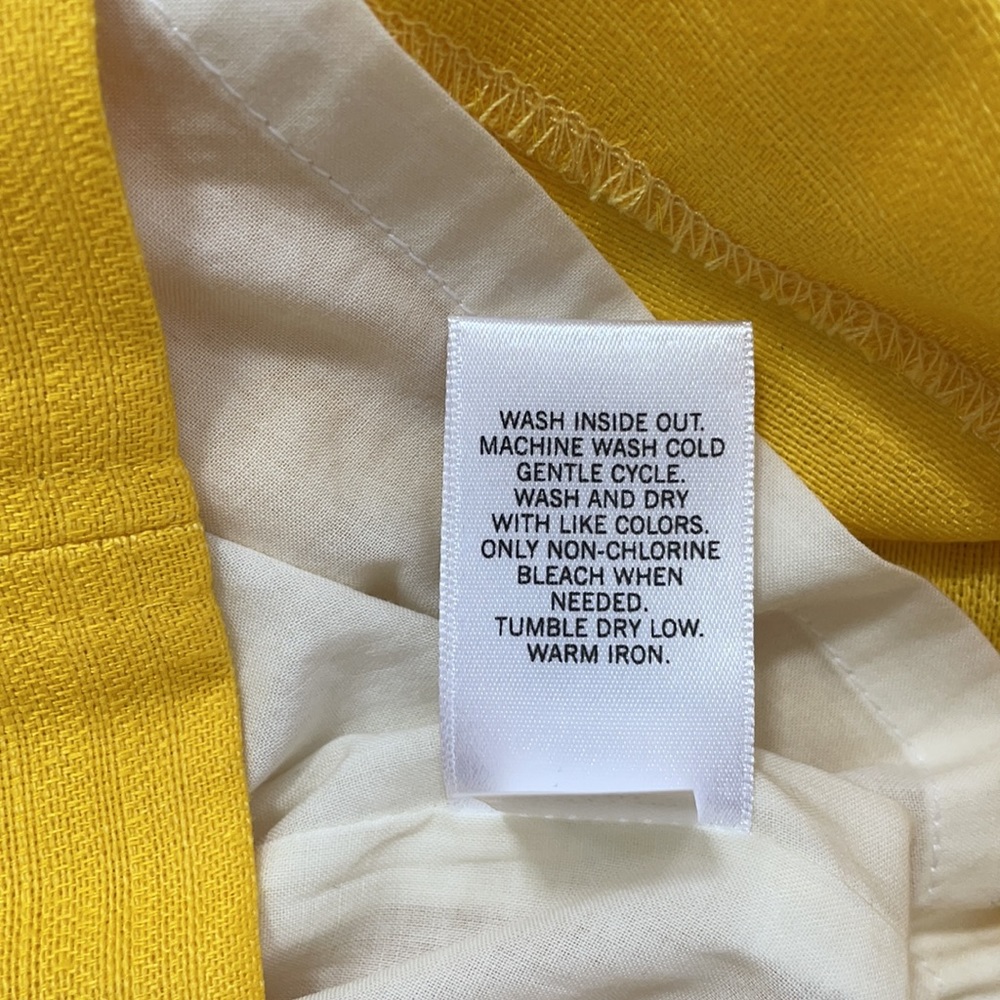 WASH INSIDE OUT.
MACHINE WASH COLD
GENTLE CYCLE.
WASH AND DRY
WITH LIKE COLORS.
ONLY NON-CHLORINE
BLEACH WHEN
NEEDED.
TUMBLE DRY LOW.
WARM IRON.